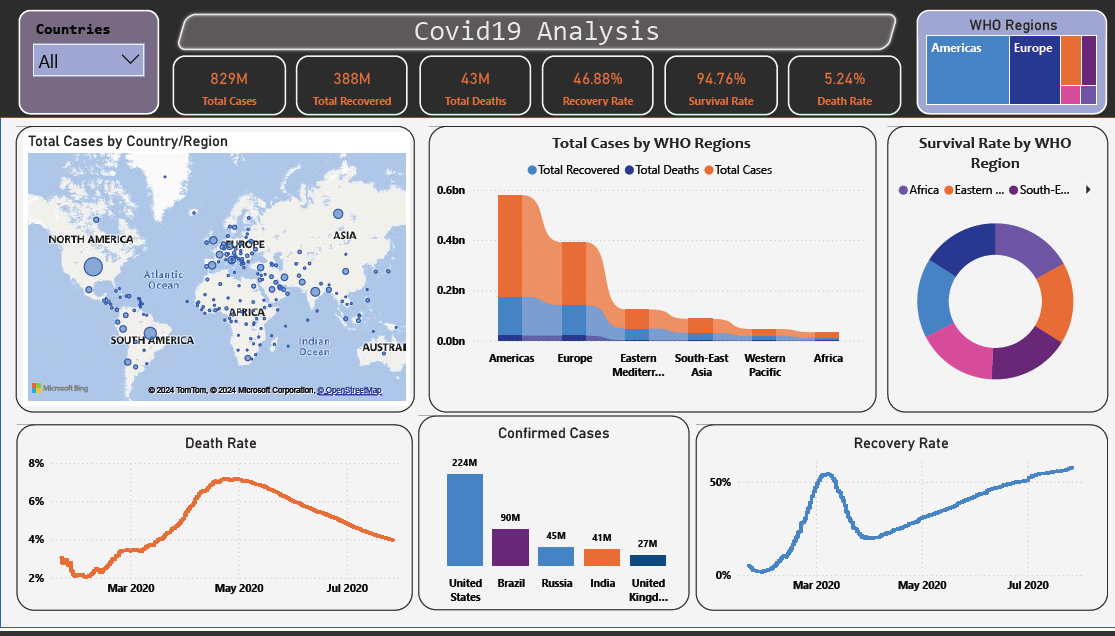 Countries
All
Covid19 Analysis
829M
Total Cases
388M
Total Recovered
43M
Total Deaths
46.88%
Recovery Rate
94.76%
Survival Rate
5.24%
Death Rate
WHO Regions
Americas
Europe
Total Cases by Country/Region
NORTH AMERICA
EUROPE
ASIA
Atlantic
Ocean
AFRICA
SOUTH AMERICA
Indian
Ocean
AUSTRAL
Microsoft Bing
© 2024 TomTom, © 2024 Microsoft Corporation, © OpenStreetMap
Total Cases by WHO Regions
Total Recovered Total Deaths Total Cases
0.6bn
0.4bn
0.2bn
0.0bn
Americas
Europe
Eastern
Mediterr...
South-East
Asia
Western
Pacific
Africa
Survival Rate by WHO
Region
Africa Eastern ... South-E...
Death Rate
8%
6%
4%
2%
Mar 2020 May 2020 Jul 2020
Confirmed Cases
224M
90M
45M
41M
27M
United
States
Brazil
Russia
India
United
Kingd...
Recovery Rate
50%
0%
Mar 2020 May 2020 Jul 2020